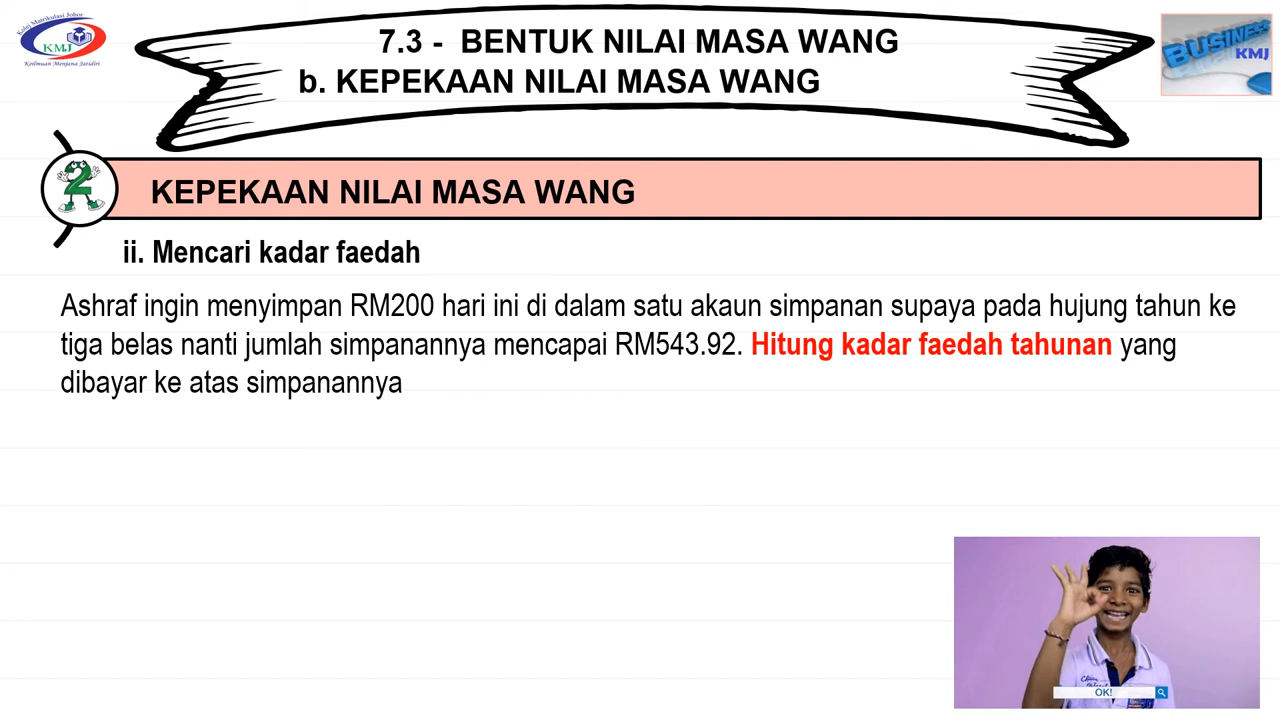 Kolej Matrikulasi Johor
KMJ
Keilmuan Menjana Jatidiri
7.3 - BENTUK NILAI MASA WANG
b. KEPEKAAN NILAI MASA WANG
BUSINESS
KMJ
2
KEPEKAAN NILAI MASA WANG
ii. Mencari kadar faedah
Ashraf ingin menyimpan RM200 hari ini di dalam satu akaun simpanan supaya pada hujung tahun ke
tiga belas nanti jumlah simpanannya mencapai RM543.92. Hitung kadar faedah tahunan yang
dibayar ke atas simpanannya
OK!